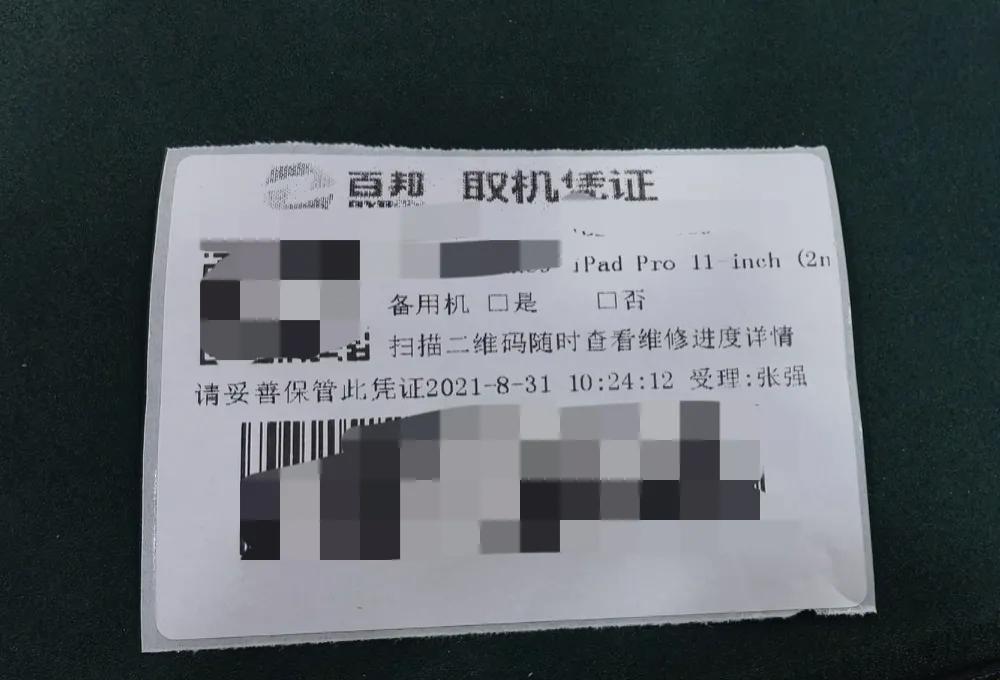 百邦 取机凭证
iPad Pro 11-inch (2n
备用机 □是 □否
扫描二维码随时查看维修进度详情
请妥善保管此凭证2021-8-31 10:24:12 受理:张强